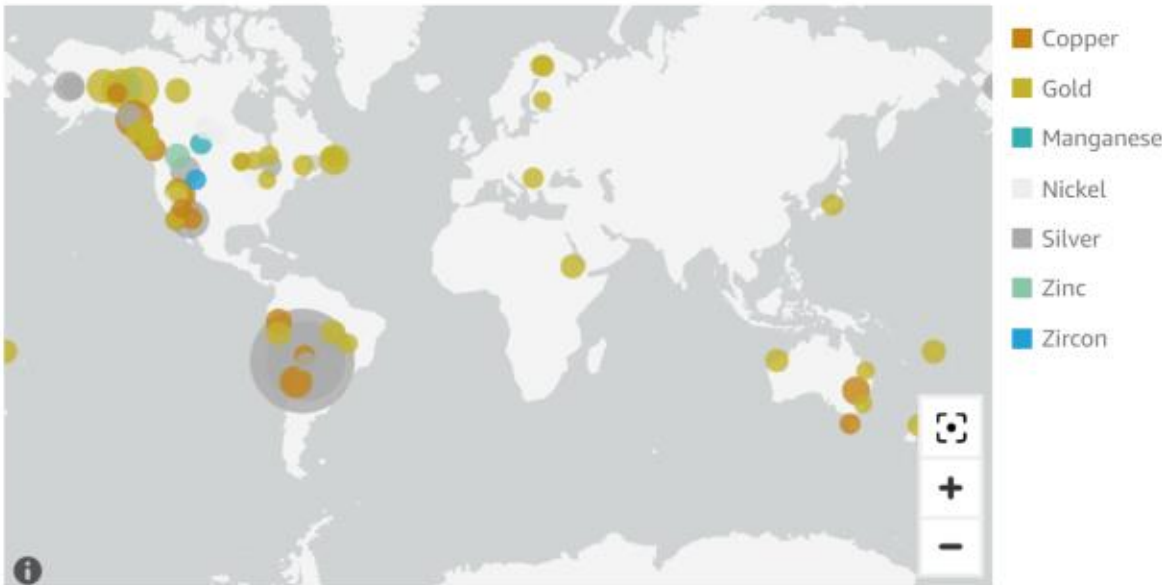 Copper
Gold
Manganese
Nickel
Silver
Zinc
Zircon